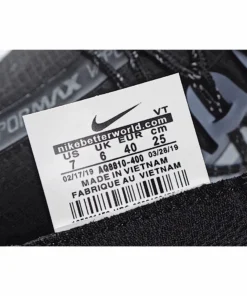 VT
nikebetterworld.com
US UK EUR cm
7 6 40 25
02/17/19 AQ8810-400 03/28/19
MADE IN VIETNAM
FABRIQUE AU VIETNAM